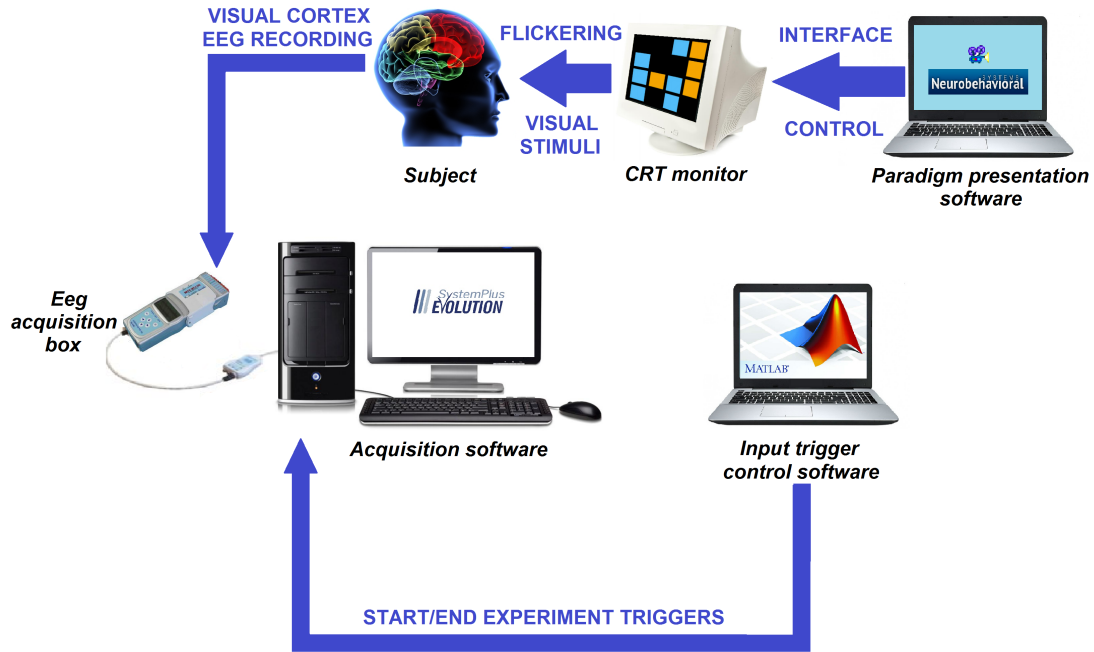 VISUAL CORTEX
EEG RECORDING
FLICKERING
VISUAL
STIMULI
INTERFACE
CONTROL
SYSTEMS
Neurobehavioral
Subject
CRT monitor
Paradigm presentation
software
Eeg
acquisition
box
SystemPlus
EVOLUTION
MATLAB®
Acquisition software
Input trigger
control software
START/END EXPERIMENT TRIGGERS